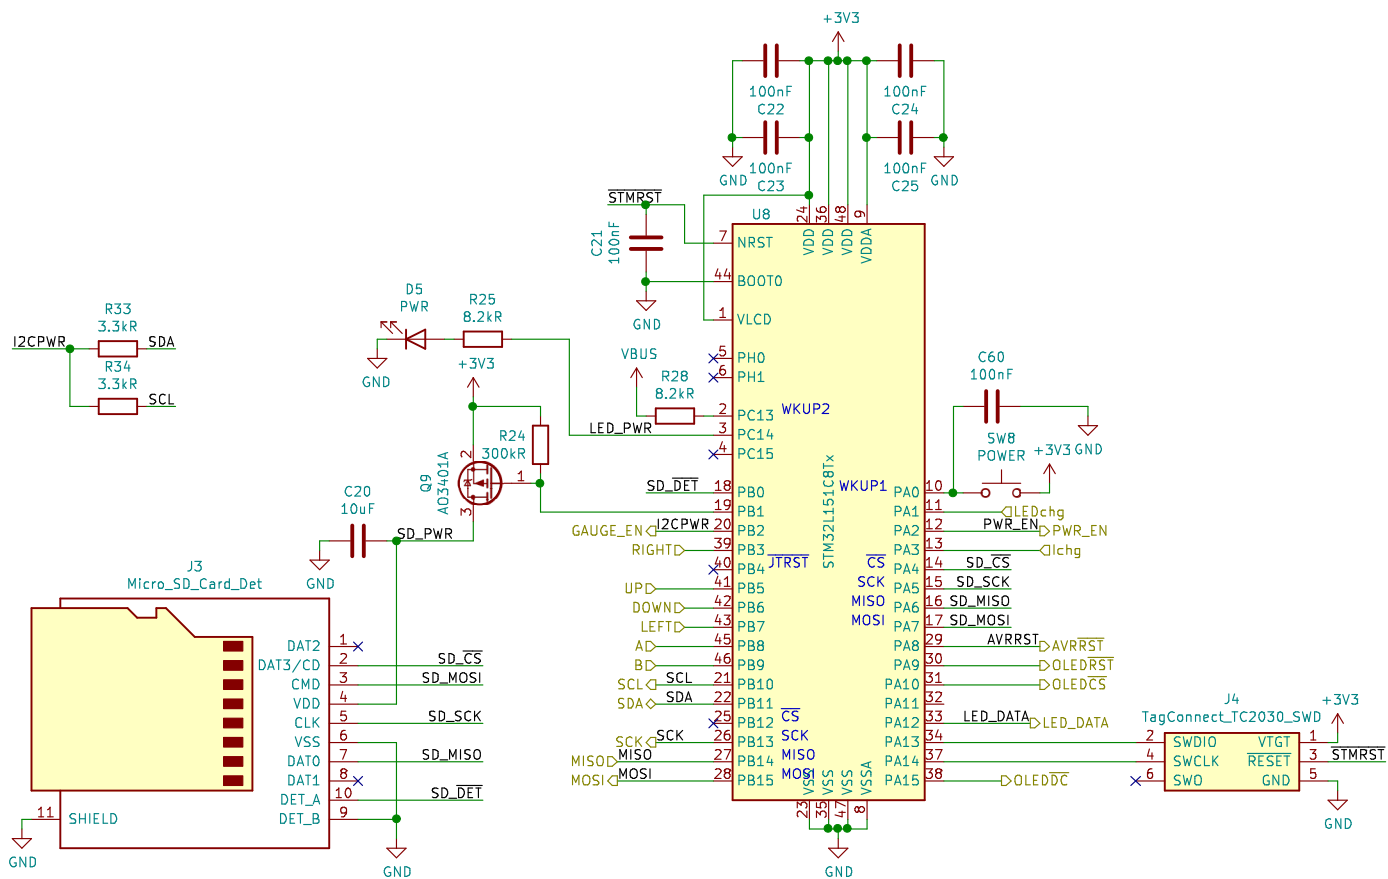 +3V3
100nF
C22
100nF
C24
100nF
C23
100nF
C25
GND
GND
STMRST
C21
100nF
GND
U8
24
36
48
9
VDD
VDD
VDD
VDDA
7 NRST
44 BOOT0
1 VLCD
5 PH0
6 PH1
2 PC13 WKUP2
3 PC14
4 PC15
18 PB0
19 PB1
20 PB2
39 PB3
40 PB4 JTRST
41 PB5
42 PB6
43 PB7
45 PB8
46 PB9
21 PB10
22 PB11
25 PB12 CS
26 PB13 SCK
27 PB14 MISO
28 PB15 MOSI
STM32L151C8Tx
WKUP1 PA0 10
PA1 11
PA2 12
PA3 13
CS PA4 14
SCK PA5 15
MISO PA6 16
MOSI PA7 17
PA8 29
PA9 30
PA10 31
PA11 32
PA12 33
PA13 34
PA14 37
PA15 38
VSS
VSS
VSS
VSSA
23
35
47
8
GND
D5
PWR
R25
8.2kR
GND
+3V3
VBUS
R28
8.2kR
LED_PWR
R33
3.3kR
I2CPWR
SDA
R34
3.3kR
SCL
R24
300kR
Q9
AO3401A
2
1
3
C20
10uF
SD_PWR
GND
SD_DET
GAUGE_EN
I2CPWR
RIGHT
UP
DOWN
LEFT
A
B
SCL SCL
SDA SDA
SCK SCK
MISO MISO
MOSI MOSI
C60
100nF
GND
SW8
POWER
+3V3
LEDchg
PWR_EN PWR_EN
Ichg
SD_CS
SD_SCK
SD_MISO
SD_MOSI
AVRRST AVRRST
OLEDRST
OLEDCS
LED_DATA LED_DATA
OLEDDC
J3
Micro_SD_Card_Det
DAT2 1
DAT3/CD 2 SD_CS
CMD 3 SD_MOSI
VDD 4
CLK 5 SD_SCK
VSS 6
DAT0 7 SD_MISO
DAT1 8
DET_A 10 SD_DET
DET_B 9
11 SHIELD
GND
GND
J4
TagConnect_TC2030_SWD
+3V3
2 SWDIO VTGT 1
4 SWCLK RESET 3 STMRST
6 SWO GND 5
GND